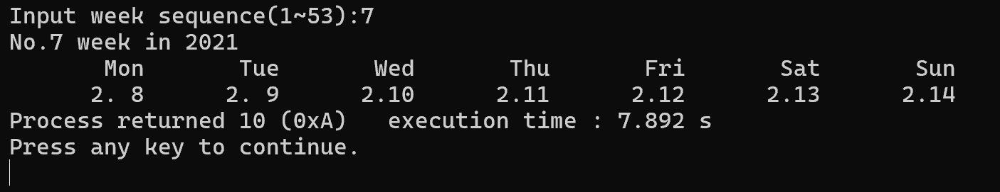 Input week sequence(1~53):7
No.7 week in 2021
       Mon       Tue       Wed       Thu       Fri       Sat       Sun
      2. 8      2. 9      2.10      2.11      2.12      2.13      2.14
Process returned 10 (0xA)   execution time : 7.892 s
Press any key to continue.